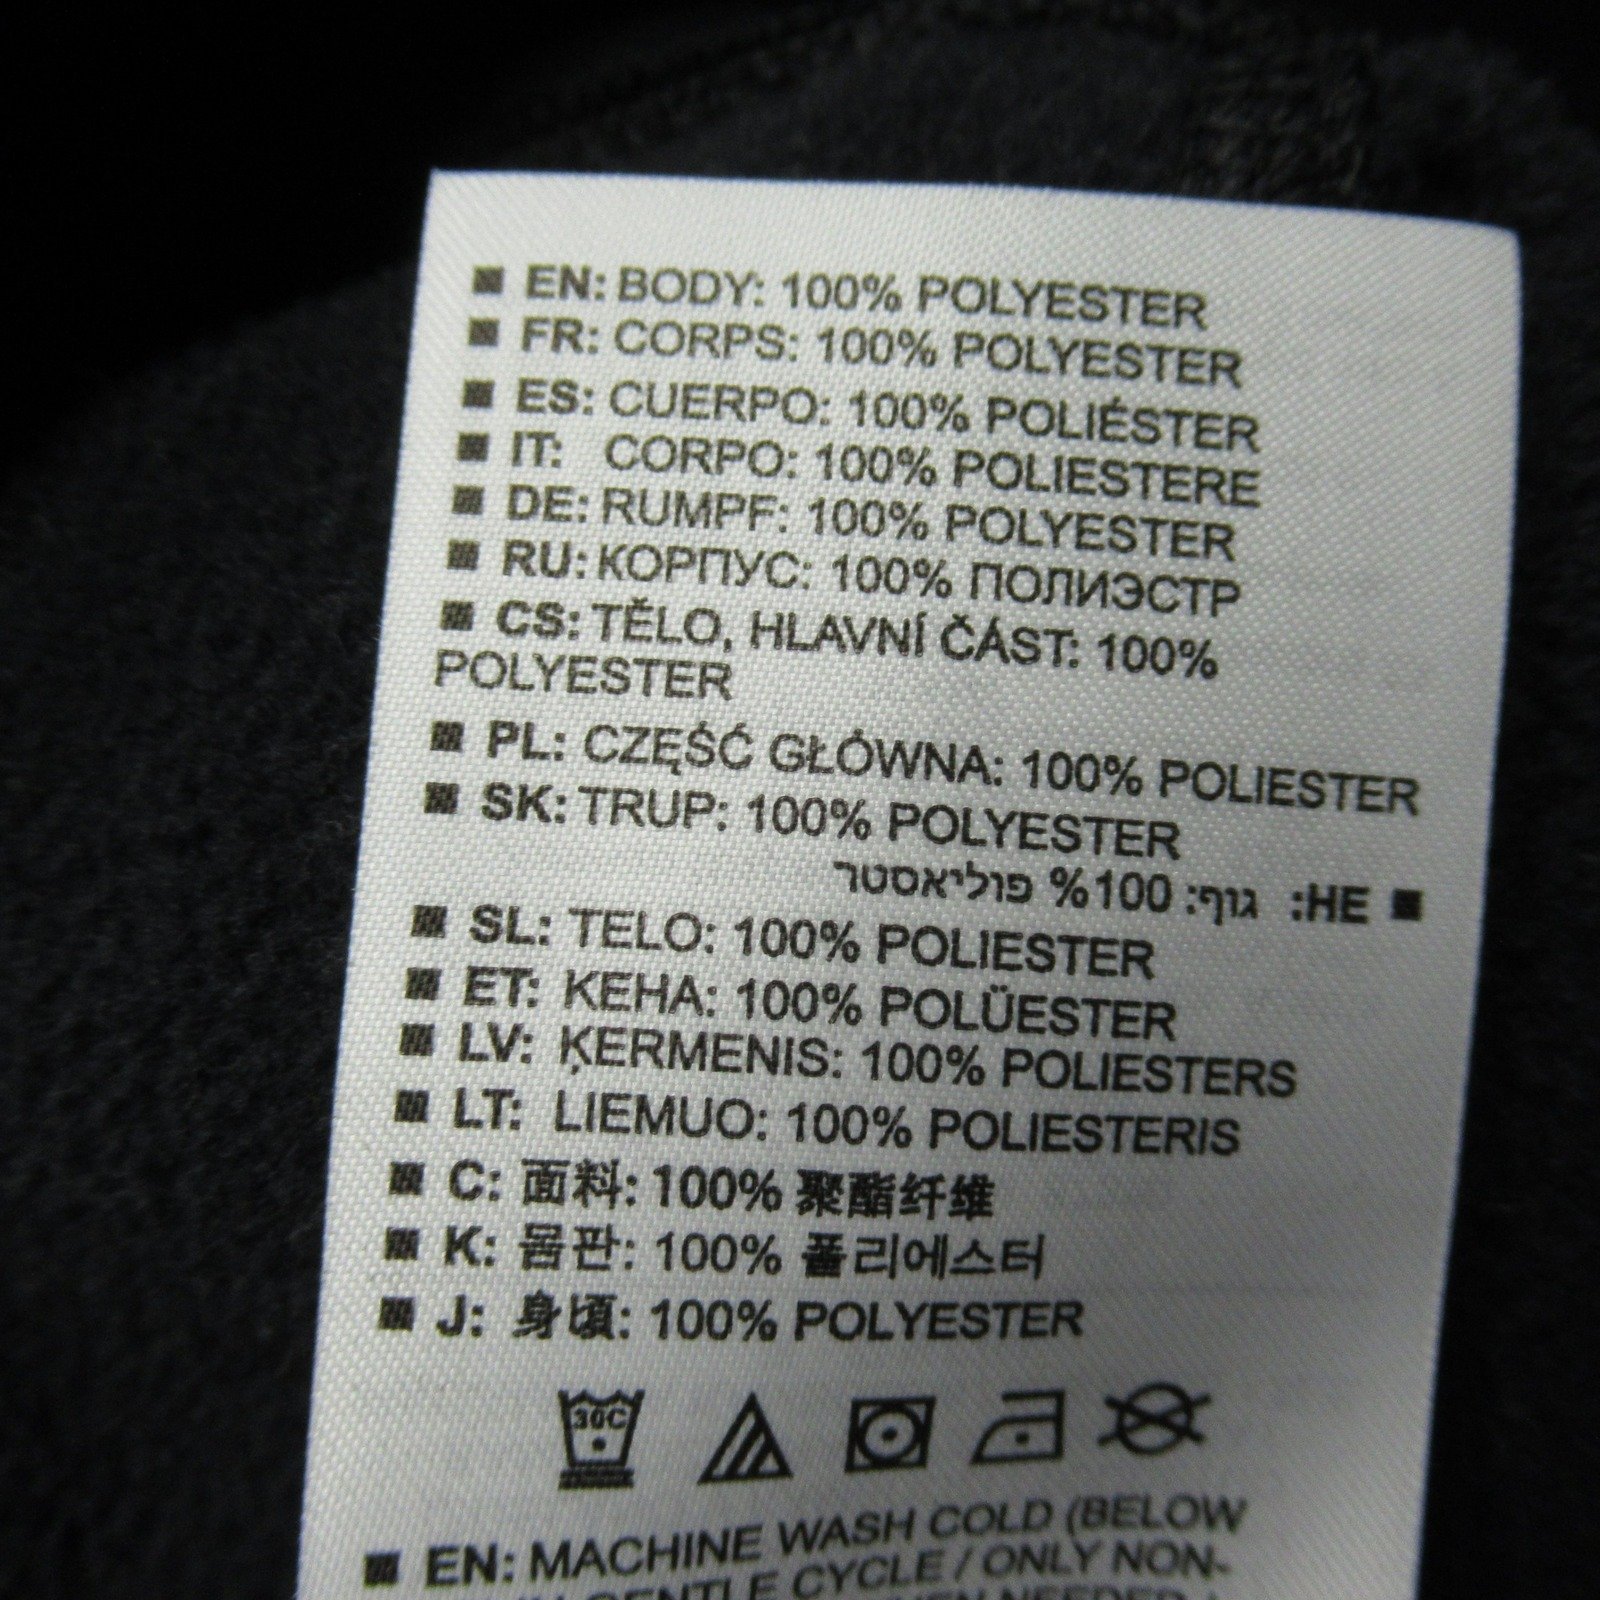 ■ EN: BODY: 100% POLYESTER
■ FR: CORPS: 100% POLYESTER
■ ES: CUERPO: 100% POLIÉSTER
■ IT: CORPO: 100% POLIESTERE
■ DE: RUMPF: 100% POLYESTER
■ RU: КОРПУС: 100% ПОЛИЭСТР
■ CS: TĚLO, HLAVNÍ ČÁST: 100%
POLYESTER
■ PL: CZĘŚĆ GŁÓWNA: 100% POLIESTER
■ SK: TRUP: 100% POLYESTER
■ HE: גוף: 100% פוליאסטר
■ SL: TELO: 100% POLIESTER
■ ET: KEHA: 100% POLÜESTER
■ LV: ĶERMENIS: 100% POLIESTERS
■ LT: LIEMUO: 100% POLIESTERIS
■ C: 面料: 100% 聚酯纤维
■ K: 몸판: 100% 폴리에스터
■ J: 身頃: 100% POLYESTER
30C
■ EN: MACHINE WASH COLD (BELOW
GENTLE CYCLE / ONLY NON-
NEEDED /